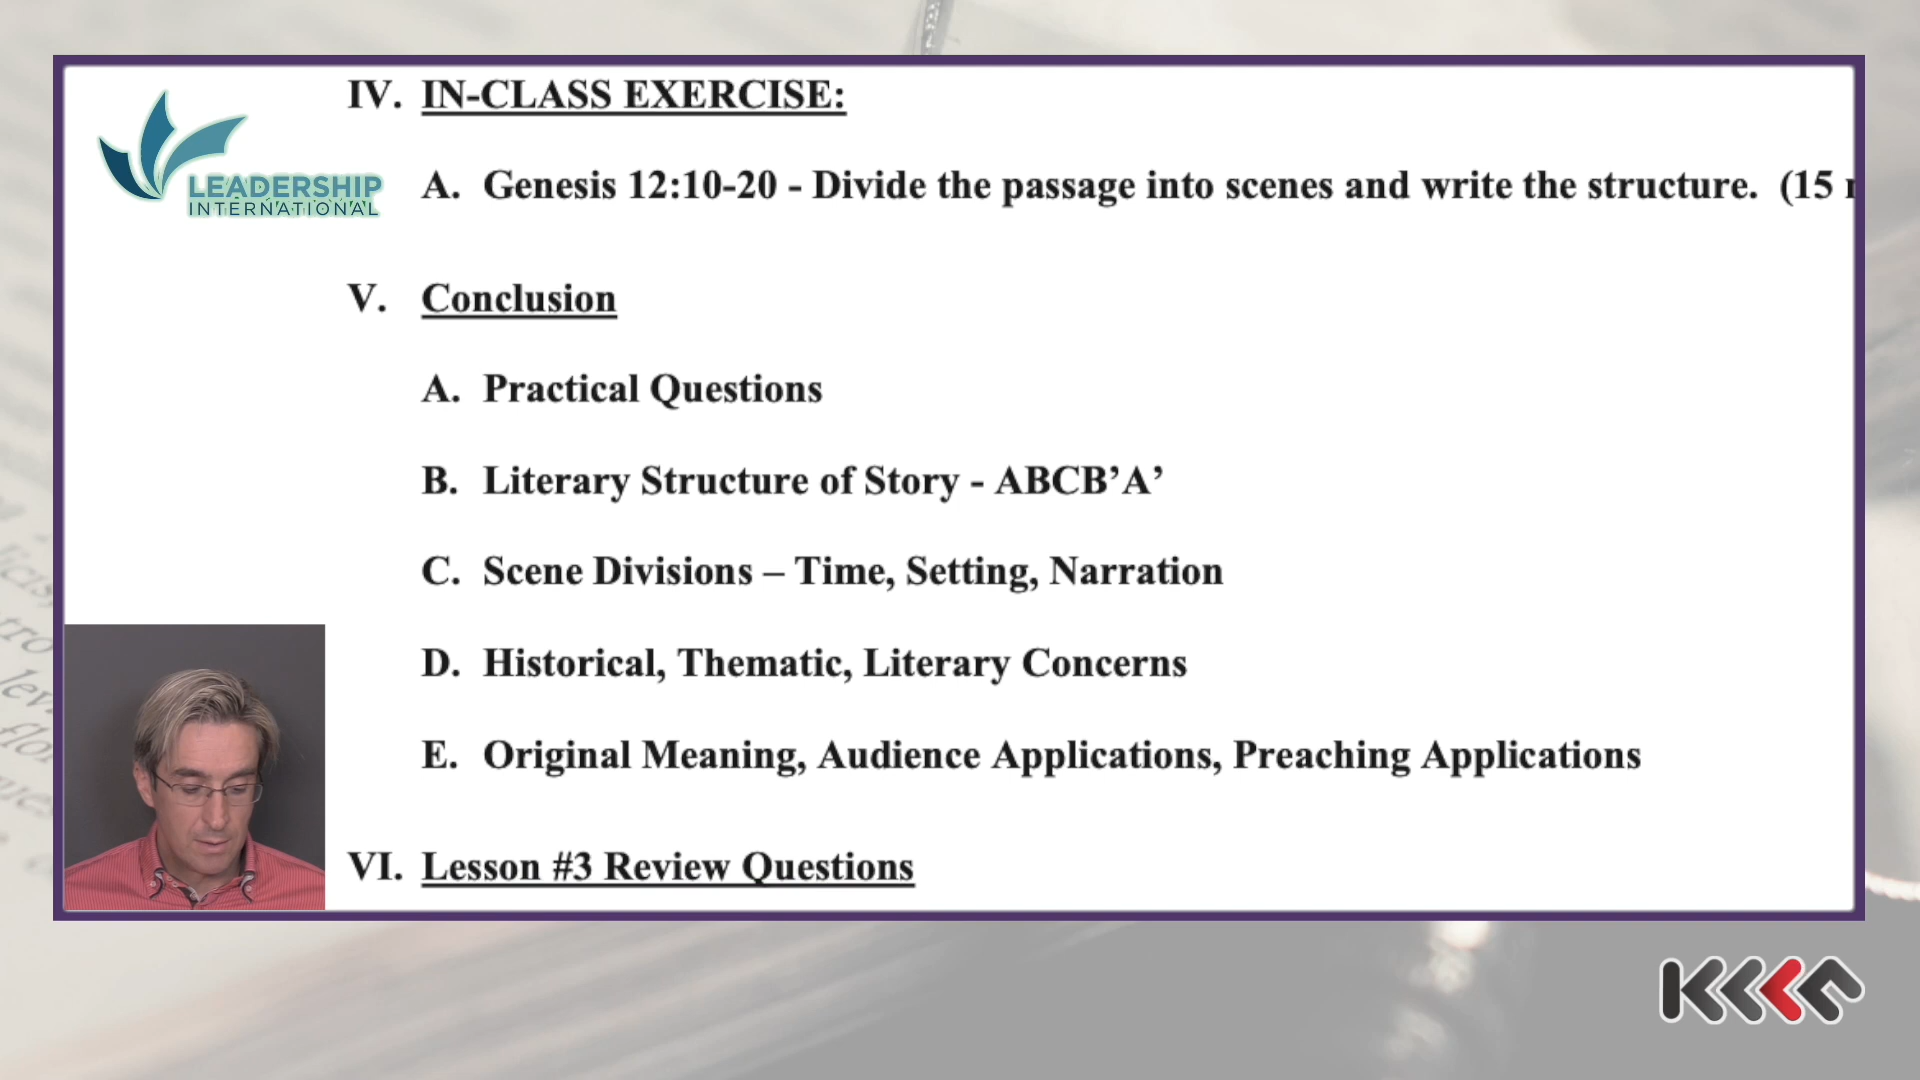 IV. IN-CLASS EXERCISE:
LEADERSHIP
INTERNATIONAL
A. Genesis 12:10-20 - Divide the passage into scenes and write the structure. (15
V. Conclusion
A. Practical Questions
B. Literary Structure of Story - ABCB’A’
C. Scene Divisions – Time, Setting, Narration
D. Historical, Thematic, Literary Concerns
E. Original Meaning, Audience Applications, Preaching Applications
VI. Lesson #3 Review Questions